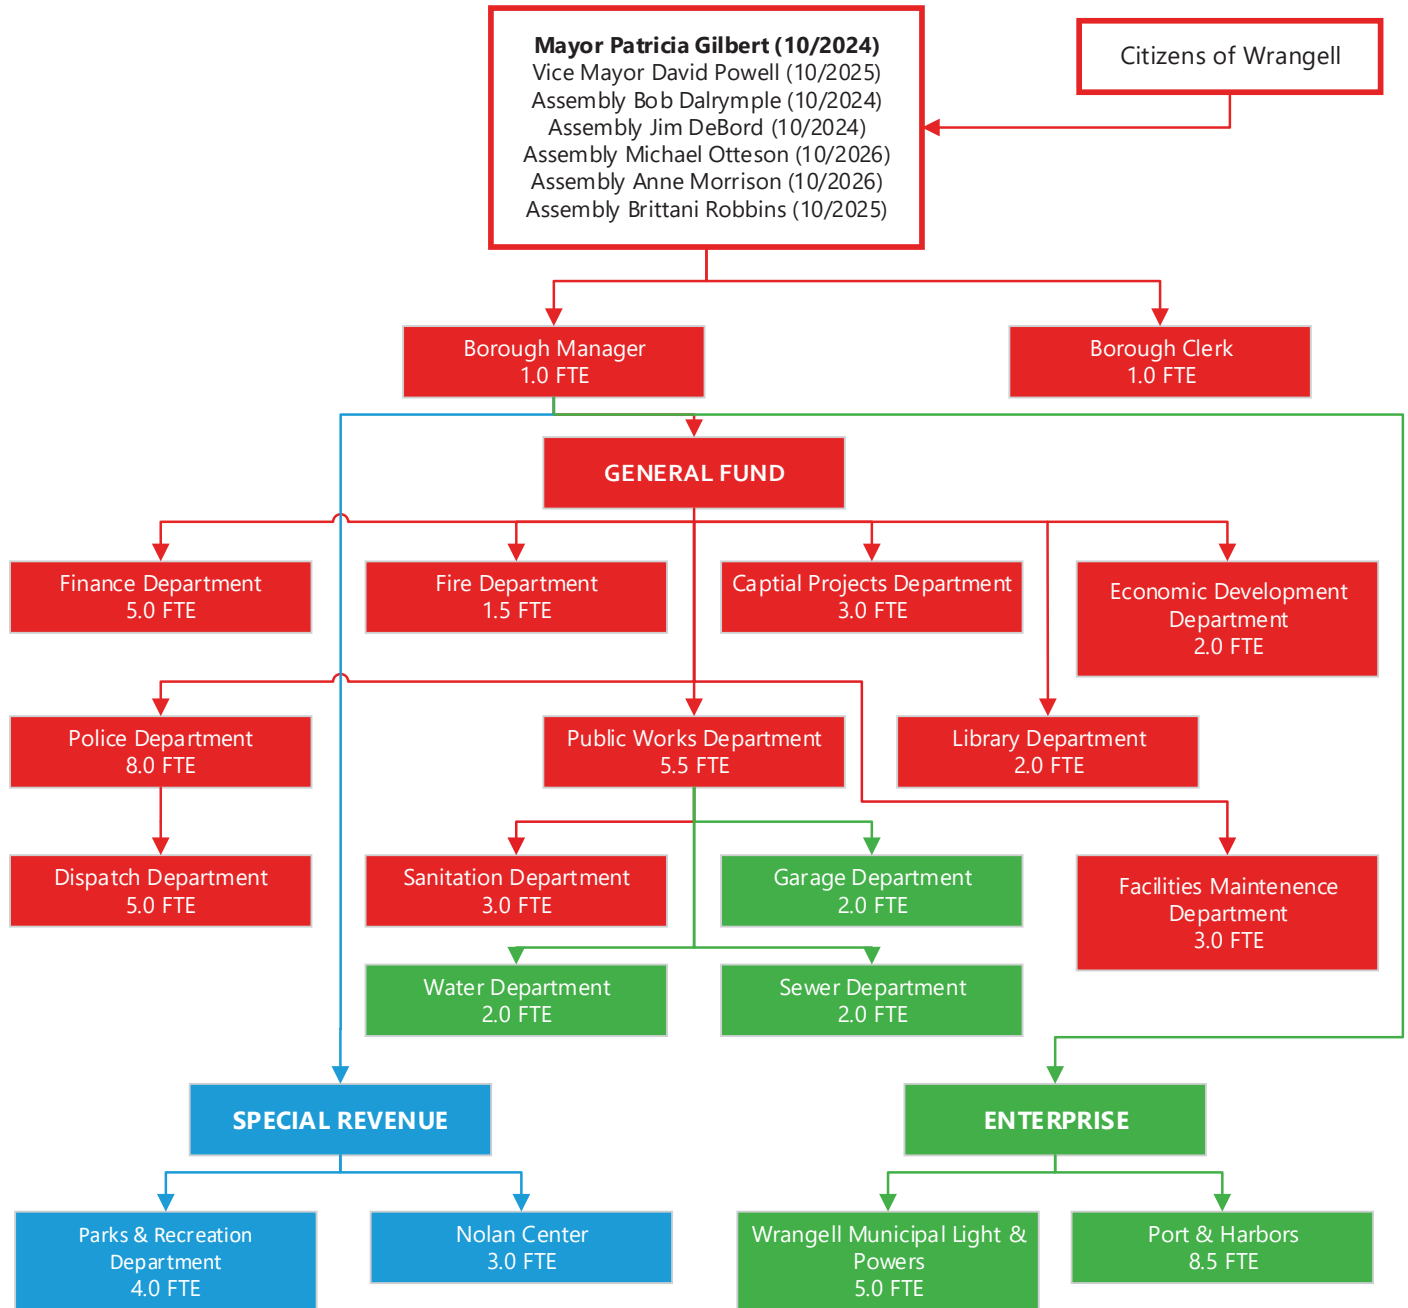 Mayor Patricia Gilbert (10/2024)
Vice Mayor David Powell (10/2025)
Assembly Bob Dalrymple (10/2024)
Assembly Jim DeBord (10/2024)
Assembly Michael Otteson (10/2026)
Assembly Anne Morrison (10/2026)
Assembly Brittani Robbins (10/2025)
Citizens of Wrangell
Borough Manager
1.0 FTE
Borough Clerk
1.0 FTE
GENERAL FUND
Finance Department
5.0 FTE
Fire Department
1.5 FTE
Captial Projects Department
3.0 FTE
Economic Development
Department
2.0 FTE
Police Department
8.0 FTE
Public Works Department
5.5 FTE
Library Department
2.0 FTE
Dispatch Department
5.0 FTE
Sanitation Department
3.0 FTE
Garage Department
2.0 FTE
Facilities Maintenence
Department
3.0 FTE
Water Department
2.0 FTE
Sewer Department
2.0 FTE
SPECIAL REVENUE
ENTERPRISE
Parks & Recreation
Department
4.0 FTE
Nolan Center
3.0 FTE
Wrangell Municipal Light &
Powers
5.0 FTE
Port & Harbors
8.5 FTE